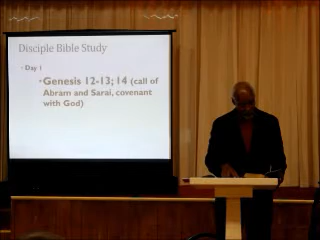 Disciple Bible Study
• Day 1
• Genesis 12-13; 14 (call of
Abram and Sarai, covenant
with God)